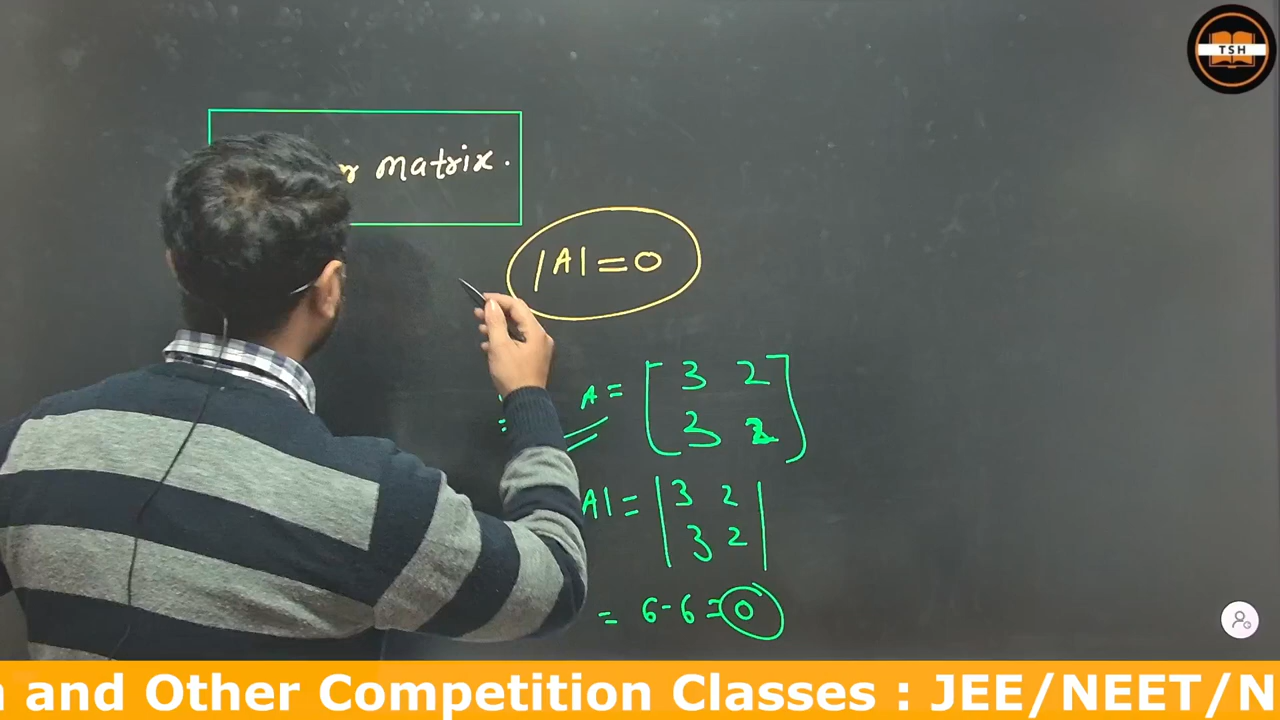 TSH
matrix.
|A|=0
A = [3 2
3 2]
A| = |3 2|
|3 2|
= 6-6=0
and Other Competition Classes : JEE/NEET/N